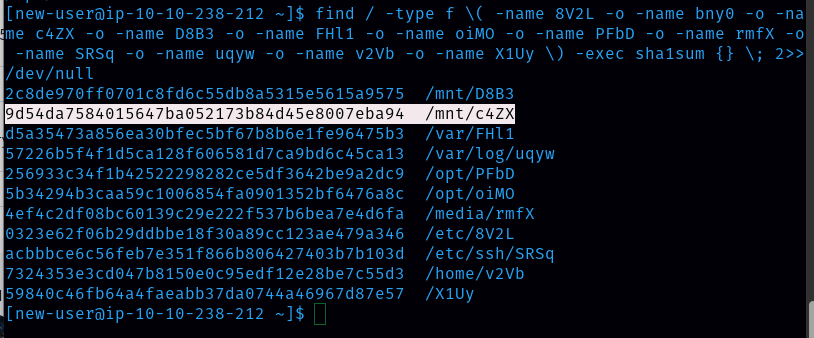 [new-user@ip-10-10-238-212 ~]$ find / -type f \( -name 8V2L -o -name bny0 -o -na
me c4ZX -o -name D8B3 -o -name FHl1 -o -name oiMO -o -name PFbD -o -name rmfX -o
 -name SRSq -o -name uqyw -o -name v2Vb -o -name X1Uy \) -exec sha1sum {} \; 2>>
/dev/null
2c8de970ff0701c8fd6c55db8a5315e5615a9575  /mnt/D8B3
9d54da7584015647ba052173b84d45e8007eba94  /mnt/c4ZX
d5a35473a856ea30bfec5bf67b8b6e1fe96475b3  /var/FHl1
57226b5f4f1d5ca128f606581d7ca9bd6c45ca13  /var/log/uqyw
256933c34f1b42522298282ce5df3642be9a2dc9  /opt/PFbD
5b34294b3caa59c1006854fa0901352bf6476a8c  /opt/oiMO
4ef4c2df08bc60139c29e222f537b6bea7e4d6fa  /media/rmfX
0323e62f06b29ddbbe18f30a89cc123ae479a346  /etc/8V2L
acbbbce6c56feb7e351f866b806427403b7b103d  /etc/ssh/SRSq
7324353e3cd047b8150e0c95edf12e28be7c55d3  /home/v2Vb
59840c46fb64a4faeabb37da0744a46967d87e57  /X1Uy
[new-user@ip-10-10-238-212 ~]$